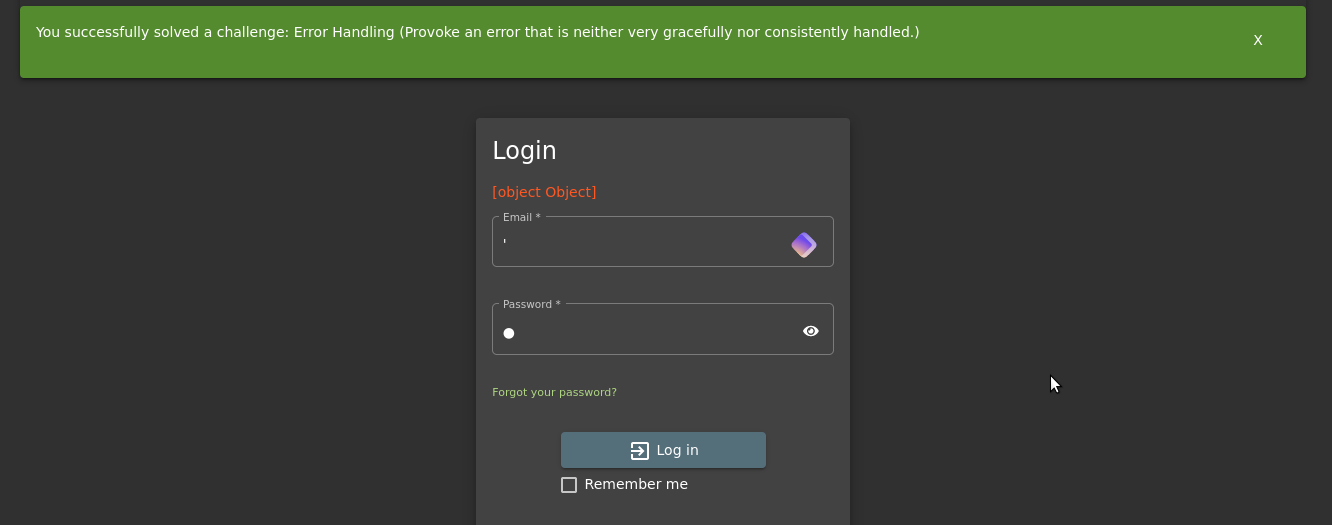 You successfully solved a challenge: Error Handling (Provoke an error that is neither very gracefully nor consistently handled.)
X
Login
[object Object]
Email *
'
Password *
Forgot your password?
Log in
Remember me